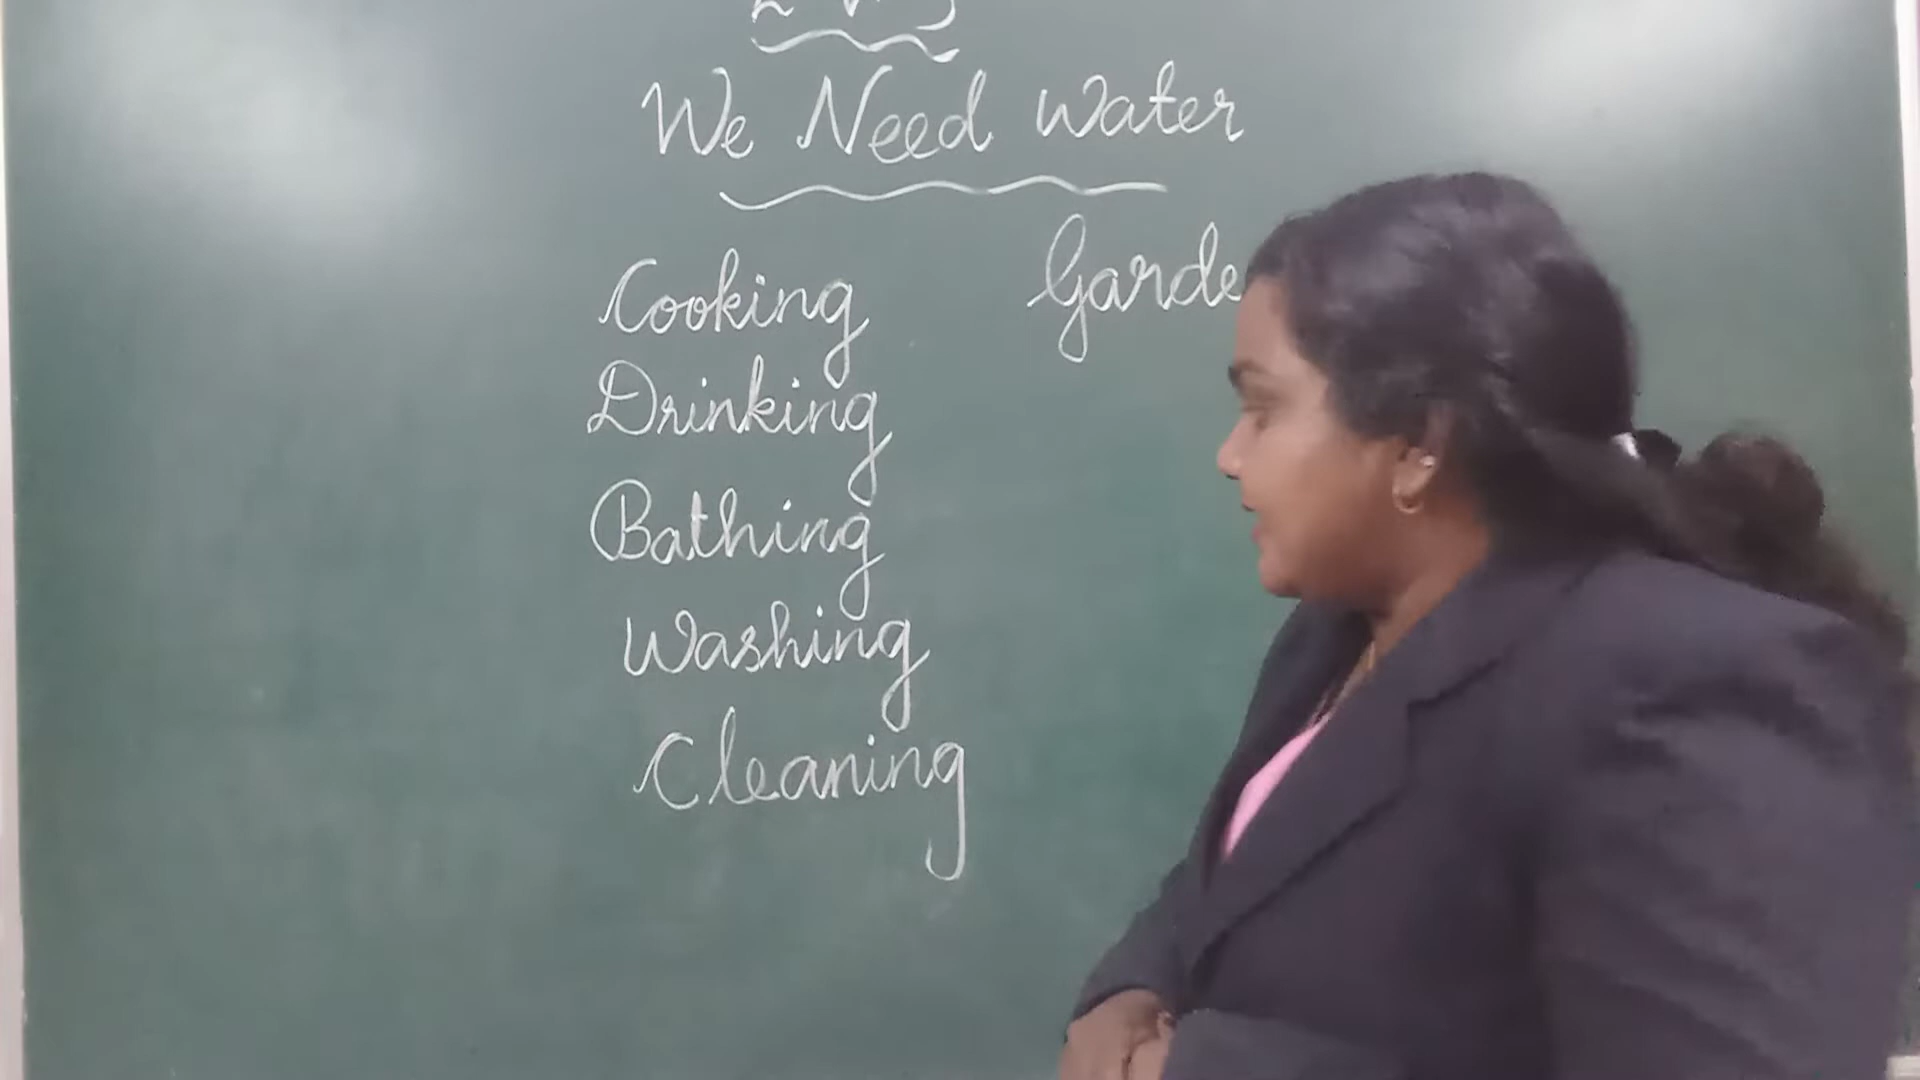 We Need Water
Cooking
Drinking
Bathing
Washing
Cleaning
Garde